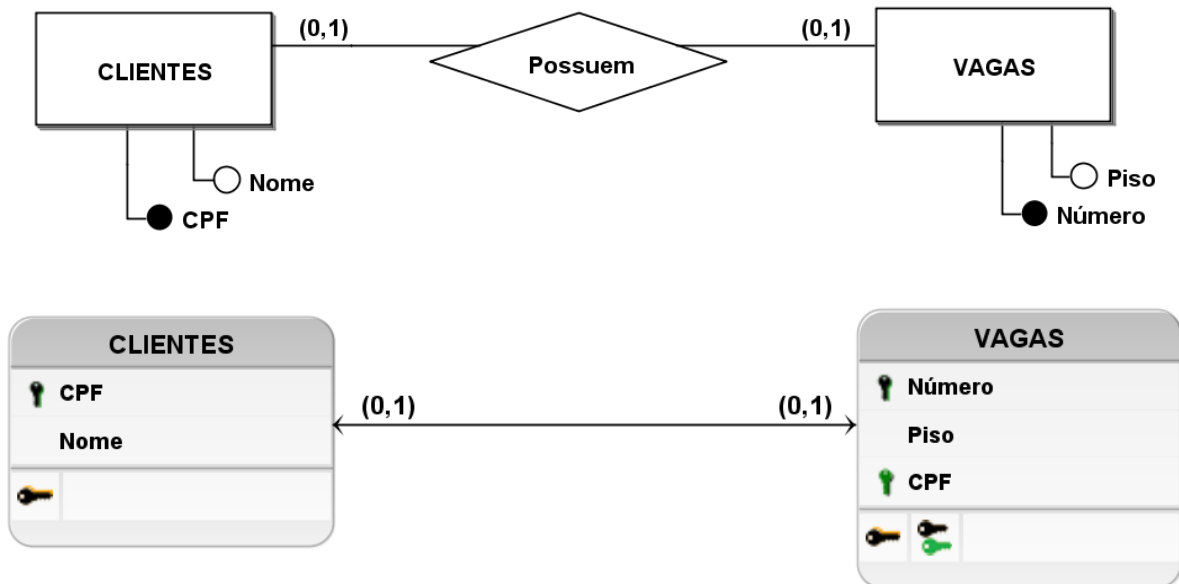 (0,1) (0,1)
CLIENTES Possuem VAGAS
Nome Piso
CPF Número
CLIENTES VAGAS
CPF Número
(0,1) (0,1)
Nome Piso
CPF